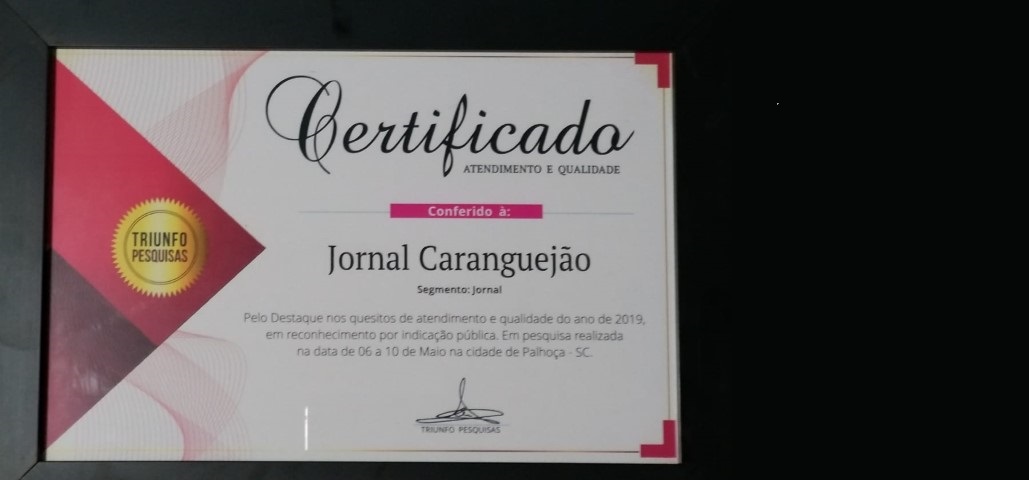 Certificado
ATENDIMENTO E QUALIDADE
Conferido à:
TRIUNFO
PESQUISAS
Jornal Caranguejão
Segmento: Jornal
Pelo Destaque nos quesitos de atendimento e qualidade do ano de 2019,
em reconhecimento por indicação pública. Em pesquisa realizada
na data de 06 a 10 de Maio na cidade de Palhoça - SC.
TRIUNFO PESQUISAS